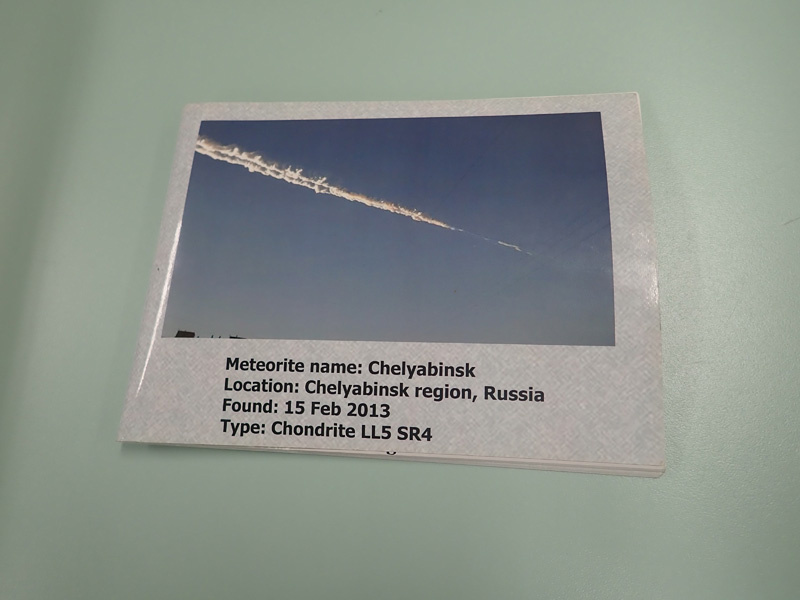 Meteorite name: Chelyabinsk
Location: Chelyabinsk region, Russia
Found: 15 Feb 2013
Type: Chondrite LL5 SR4